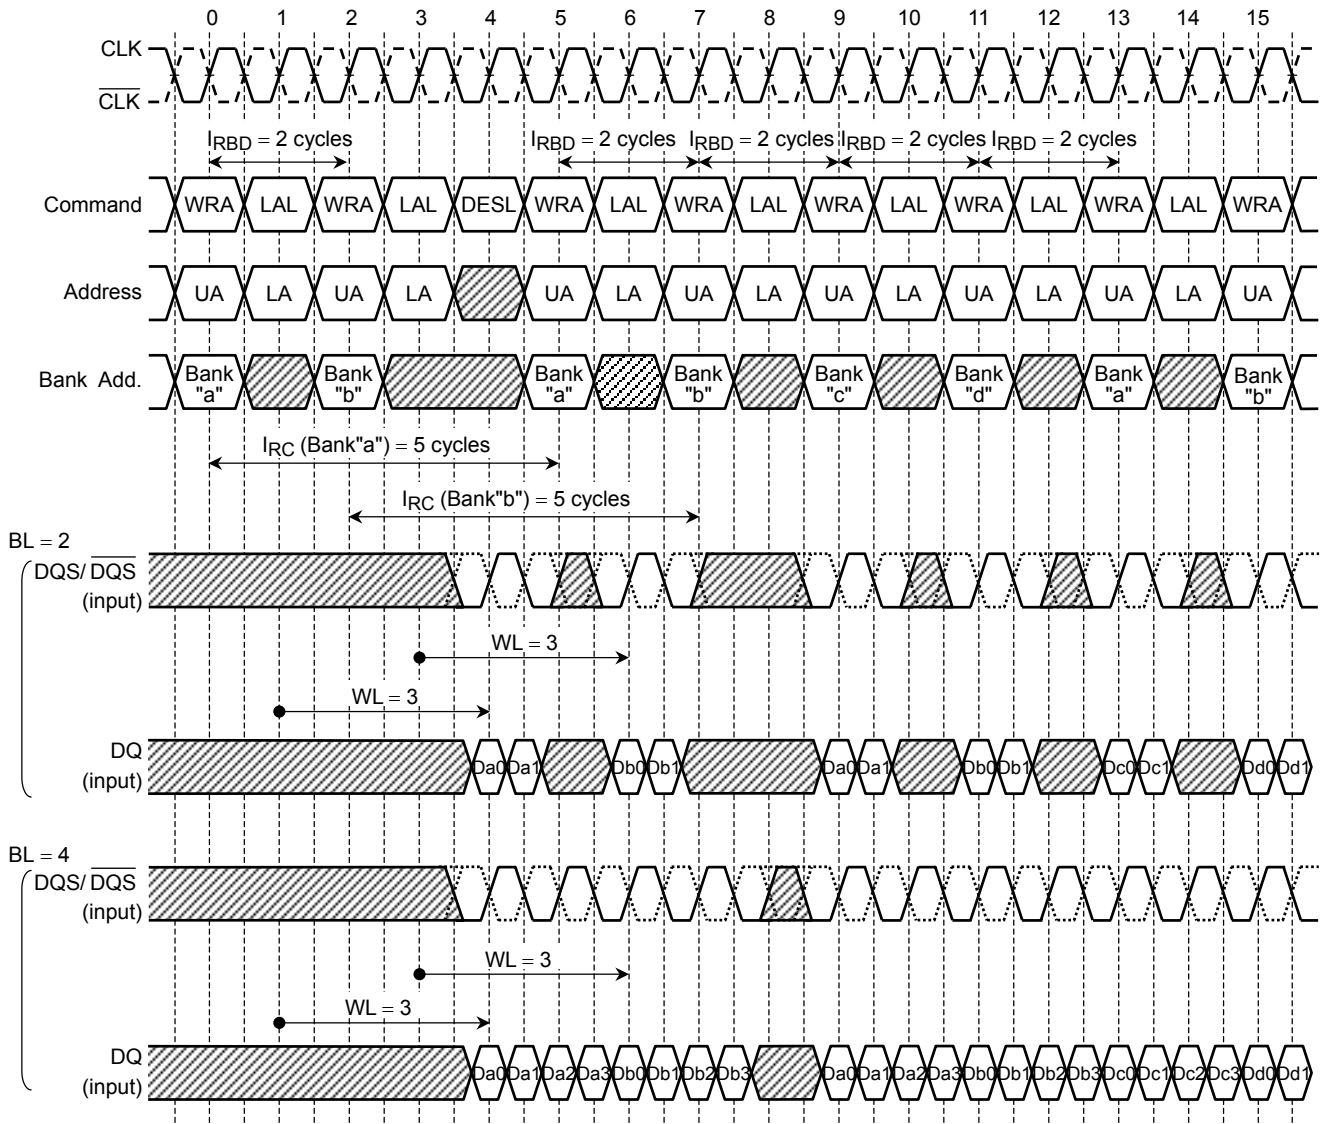 0 1 2 3 4 5 6 7 8 9 10 11 12 13 14 15
CLK
CLK
IRBD = 2 cycles IRBD = 2 cycles IRBD = 2 cycles IRBD = 2 cycles IRBD = 2 cycles
Command WRA LAL WRA LAL DESL WRA LAL WRA LAL WRA LAL WRA LAL WRA LAL WRA
Address UA LA UA LA UA LA UA LA UA LA UA LA UA LA UA
Bank Add. Bank "a" Bank "b" Bank "a" Bank "b" Bank "c" Bank "d" Bank "a" Bank "b"
IRC (Bank"a") = 5 cycles
IRC (Bank"b") = 5 cycles
BL = 2
DQS/ DQS
(input)
WL = 3
WL = 3
DQ
(input)
Da0 Da1 Db0 Db1 Da0 Da1 Db0 Db1 Dc0 Dc1 Dd0 Dd1
BL = 4
DQS/ DQS
(input)
WL = 3
WL = 3
DQ
(input)
Da0 Da1 Da2 Da3 Db0 Db1 Db2 Db3 Da0 Da1 Da2 Da3 Db0 Db1 Db2 Db3 Dc0 Dc1 Dc2 Dc3 Dd0 Dd1